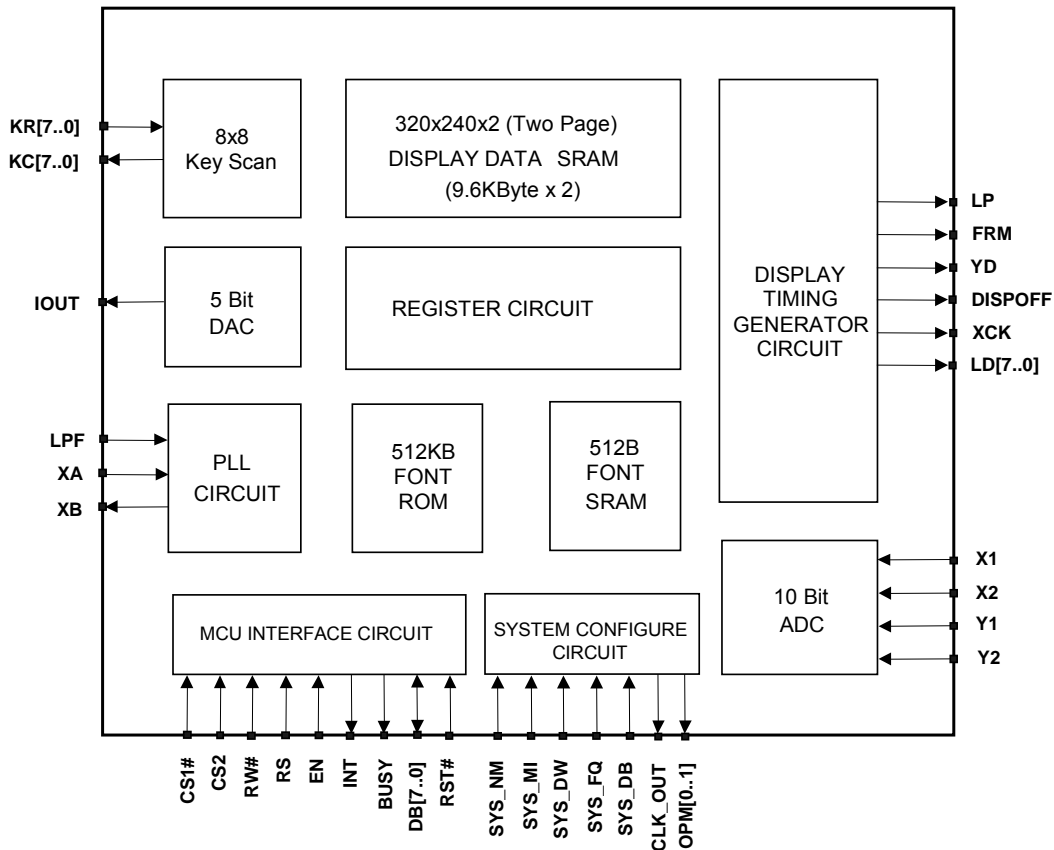 KR[7..0]
KC[7..0]
8x8
Key Scan
320x240x2 (Two Page)
DISPLAY DATA SRAM
(9.6KByte x 2)
IOUT
5 Bit
DAC
REGISTER CIRCUIT
DISPLAY
TIMING
GENERATOR
CIRCUIT
LP
FRM
YD
DISPOFF
XCK
LD[7..0]
LPF
XA
XB
PLL
CIRCUIT
512KB
FONT
ROM
512B
FONT
SRAM
10 Bit
ADC
X1
X2
Y1
Y2
MCU INTERFACE CIRCUIT
SYSTEM CONFIGURE
CIRCUIT
CS1#
CS2
RW#
RS
EN
INT
BUSY
DB[7..0]
RST#
SYS_NM
SYS_MI
SYS_DW
SYS_FQ
SYS_DB
CLK_OUT
OPM[0..1]